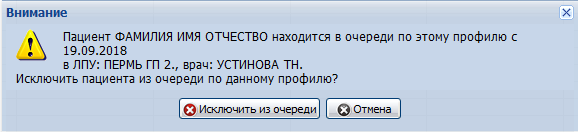 Внимание
Пациент ФАМИЛИЯ ИМЯ ОТЧЕСТВО находится в очереди по этому профилю с
19.09.2018
в ЛПУ: ПЕРМЬ ГП 2., врач: УСТИНОВА ТН.
Исключить пациента из очереди по данному профилю?
Исключить из очереди Отмена